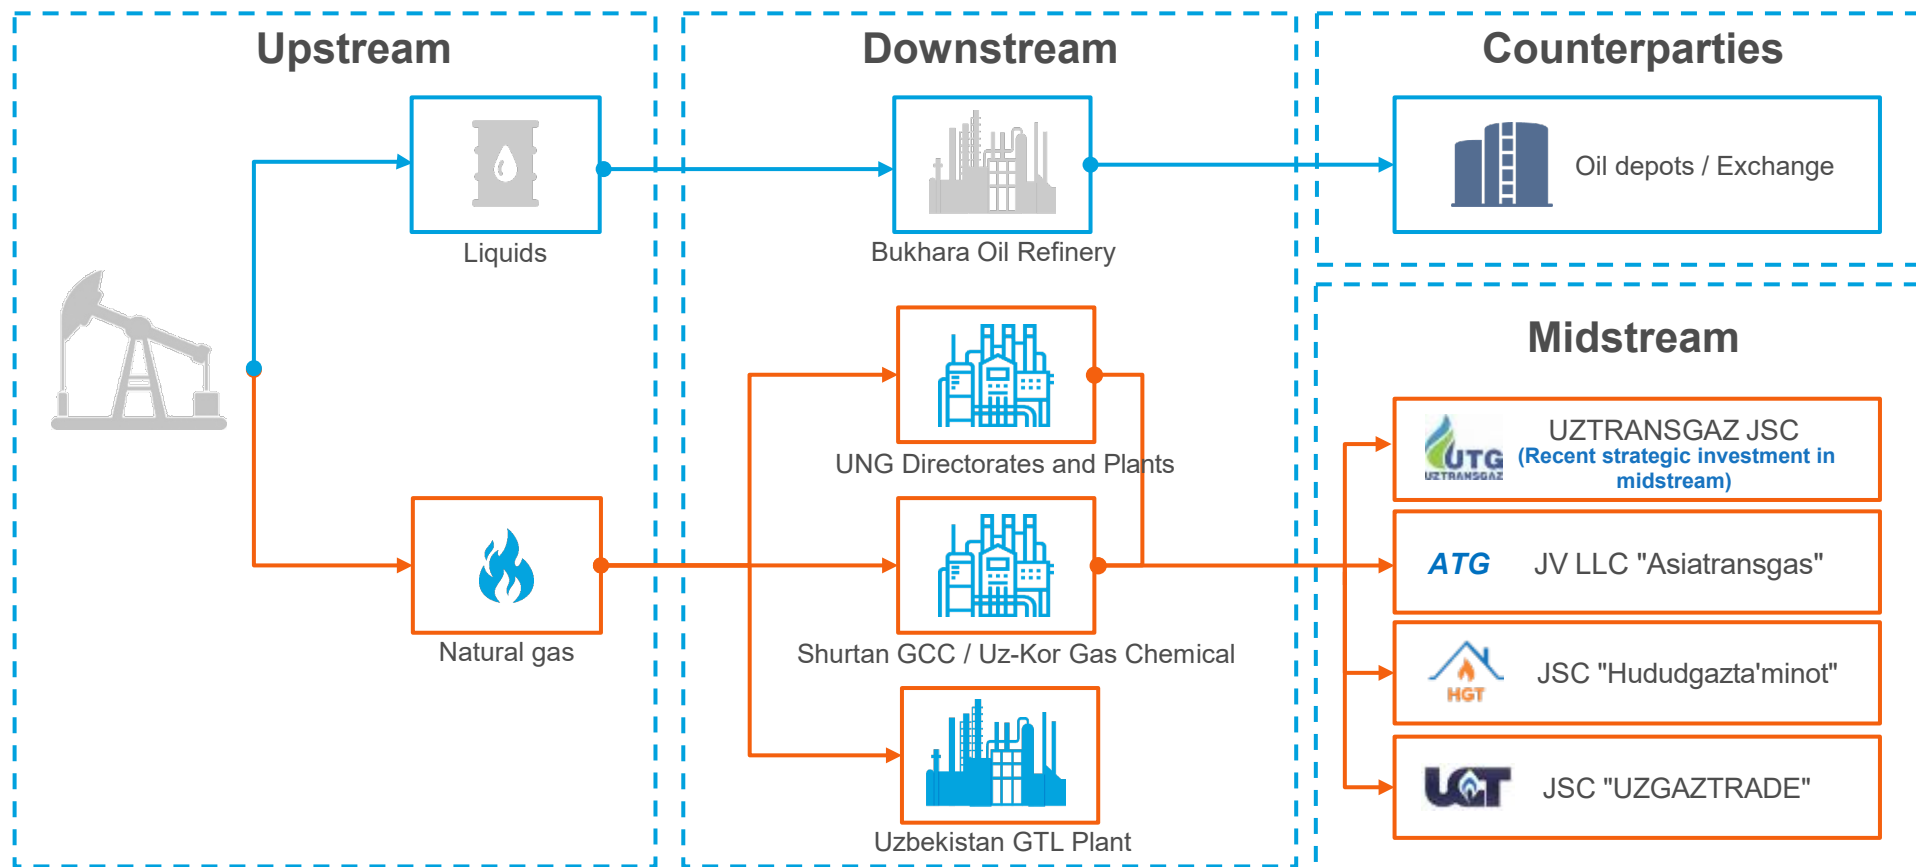 Upstream
Liquids
Natural gas
Downstream
Bukhara Oil Refinery
UNG Directorates and Plants
Shurtan GCC / Uz-Kor Gas Chemical
Uzbekistan GTL Plant
Counterparties
Oil depots / Exchange
Midstream
UTG
UZTRANSGAZ
UZTRANSGAZ JSC
(Recent strategic investment in
midstream)
ATG
JV LLC "Asiatransgas"
HGT
JSC "Hududgazta'minot"
UGT
JSC "UZGAZTRADE"